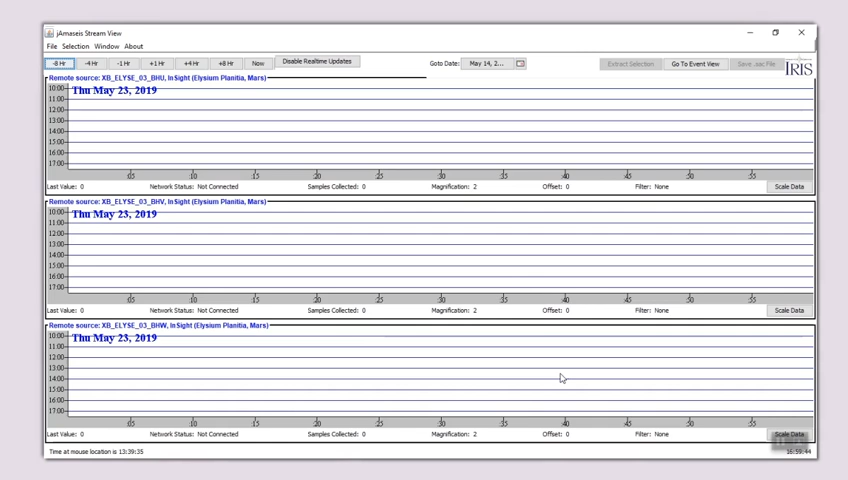 jAmaseis Stream View
File Selection Window About
-8 Hr -4 Hr -1 Hr +1 Hr +4 Hr +8 Hr Now Disable Realtime Updates Goto Date: May 14, 2... Extract Selection Go To Event View Save .sac File IRIS
Remote source: XB_ELYSE_03_BHU, InSight (Elysium Planitia, Mars)
Thu May 23, 2019
10:00
11:00
12:00
13:00
14:00
15:00
16:00
17:00
:05 :10 :15 :20 :25 :30 :35 :40 :45 :50 :55
Last Value: 0 Network Status: Not Connected Samples Collected: 0 Magnification: 2 Offset: 0 Filter: None Scale Data
Remote source: XB_ELYSE_03_BHV, InSight (Elysium Planitia, Mars)
Thu May 23, 2019
10:00
11:00
12:00
13:00
14:00
15:00
16:00
17:00
:05 :10 :15 :20 :25 :30 :35 :40 :45 :50 :55
Last Value: 0 Network Status: Not Connected Samples Collected: 0 Magnification: 2 Offset: 0 Filter: None Scale Data
Remote source: XB_ELYSE_03_BHW, InSight (Elysium Planitia, Mars)
Thu May 23, 2019
10:00
11:00
12:00
13:00
14:00
15:00
16:00
17:00
:05 :10 :15 :20 :25 :30 :35 :40 :45 :50 :55
Last Value: 0 Network Status: Not Connected Samples Collected: 0 Magnification: 2 Offset: 0 Filter: None Scale Data
Time at mouse location is 13:39:35 16:59:44